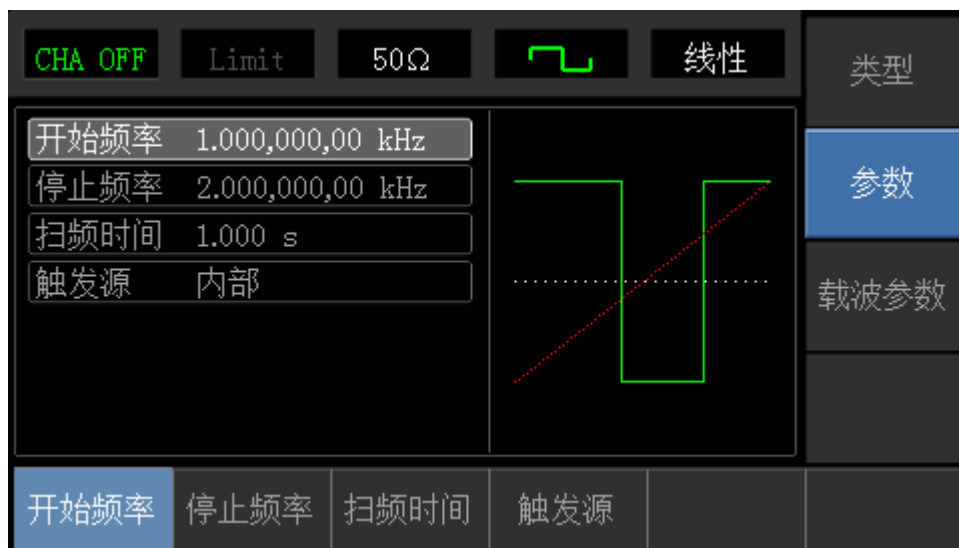 CHA OFF Limit 50Ω 线性 类型
开始频率 1.000,000,00 kHz
停止频率 2.000,000,00 kHz
扫频时间 1.000 s
触发源 内部
参数
载波参数
开始频率 停止频率 扫频时间 触发源